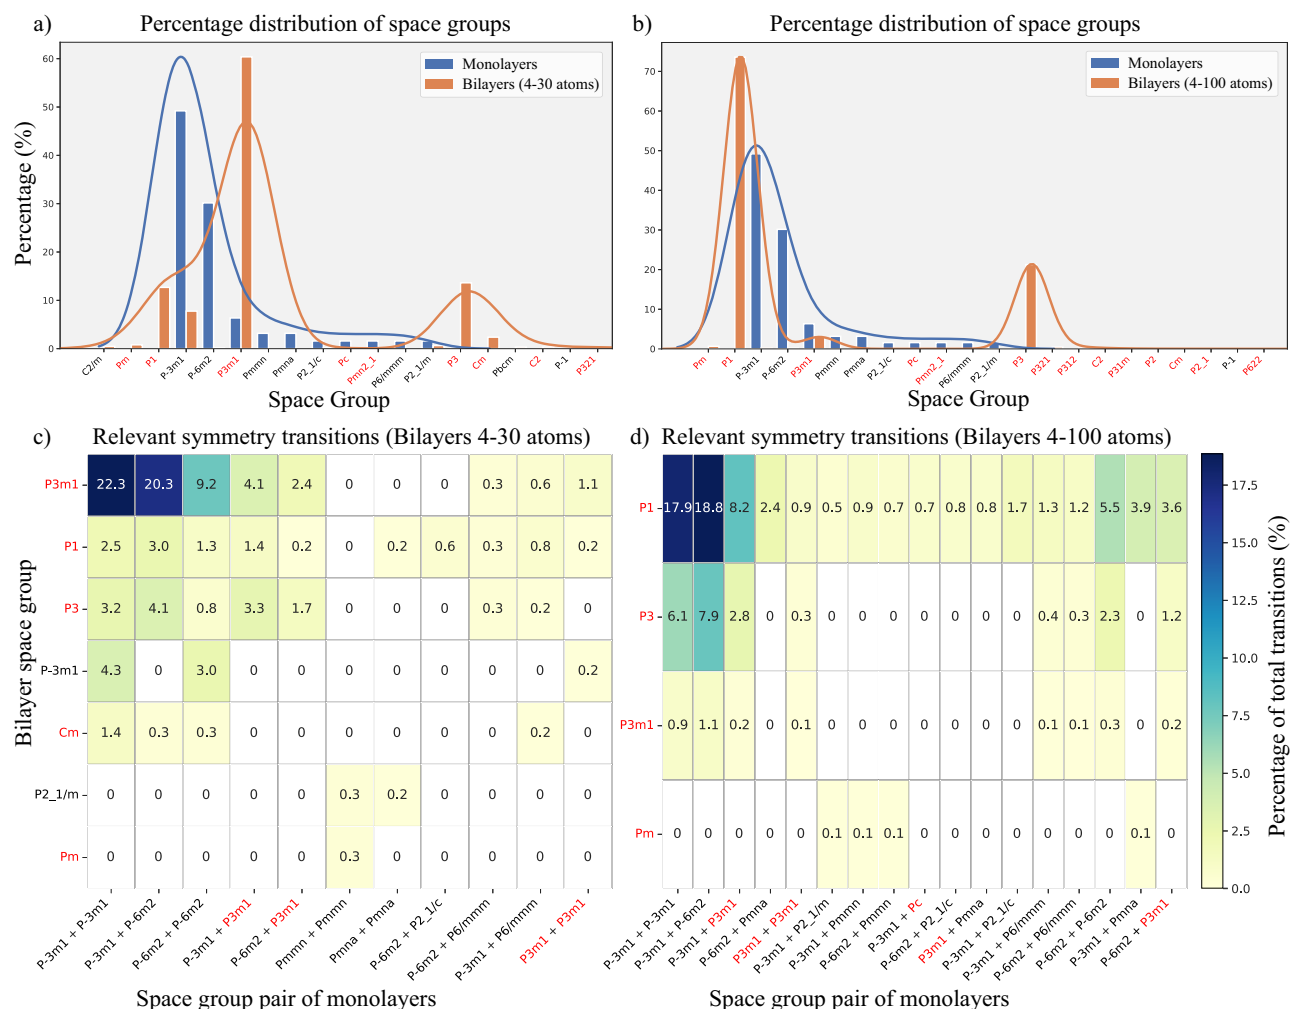 a) Percentage distribution of space groups
Monolayers
Bilayers (4-30 atoms)
Percentage (%)
60
50
40
30
20
10
0
C2/m Pm P1 P-3m1 P-6m2 P3m1 Pmmn Pmna P2_1/c Pc Pmn2_1 P6/mmm P2_1/m P3 Cm Pbcm C2 P-1 P321
Space Group
b) Percentage distribution of space groups
Monolayers
Bilayers (4-100 atoms)
70
60
50
40
30
20
10
0
Pm P1 P-3m1 P-6m2 P3m1 Pmmn Pmna P2_1/c Pc Pmn2_1 P6/mmm P2_1/m P3 P321 P312 C2 P31m P2 Cm P2_1 P-1 P622
Space Group
c) Relevant symmetry transitions (Bilayers 4-30 atoms)
Bilayer space group
P3m1 22.3 20.3 9.2 4.1 2.4 0 0 0 0.3 0.6 1.1
P1 2.5 3.0 1.3 1.4 0.2 0 0.2 0.6 0.3 0.8 0.2
P3 3.2 4.1 0.8 3.3 1.7 0 0 0 0.3 0.2 0
P-3m1 4.3 0 3.0 0 0 0 0 0 0 0 0.2
Cm 1.4 0.3 0.3 0 0 0 0 0 0 0.2 0
P2_1/m 0 0 0 0 0 0.3 0.2 0 0 0 0
Pm 0 0 0 0 0 0.3 0 0 0 0 0
P-3m1 + P-3m1
P-3m1 + P-6m2
P-6m2 + P-6m2
P-3m1 + P3m1
P-6m2 + P3m1
Pmmn + Pmmn
Pmna + Pmna
P-6m2 + P2_1/c
P-6m2 + P6/mmm
P-3m1 + P6/mmm
P3m1 + P3m1
Space group pair of monolayers
d) Relevant symmetry transitions (Bilayers 4-100 atoms)
P1 17.9 18.8 8.2 2.4 0.9 0.5 0.9 0.7 0.7 0.8 0.8 1.7 1.3 1.2 5.5 3.9 3.6
P3 6.1 7.9 2.8 0 0.3 0 0 0 0 0 0 0 0.4 0.3 2.3 0 1.2
P3m1 0.9 1.1 0.2 0 0.1 0 0 0 0 0 0 0 0.1 0.1 0.3 0 0.2
Pm 0 0 0 0 0 0.1 0.1 0.1 0 0 0 0 0 0 0 0.1 0
P-3m1 + P-3m1
P-3m1 + P-6m2
P-3m1 + P3m1
P-6m2 + Pmna
P3m1 + P3m1
P-3m1 + P2_1/m
P-3m1 + Pmmn
P-6m2 + Pmmn
P-3m1 + Pc
P-6m2 + P2_1/c
P3m1 + Pmna
P-3m1 + P2_1/c
P-3m1 + P6/mmm
P-6m2 + P6/mmm
P-6m2 + P-6m2
P-3m1 + Pmna
P-6m2 + P3m1
Space group pair of monolayers
17.5
15.0
12.5
10.0
7.5
5.0
2.5
0.0
Percentage of total transitions (%)